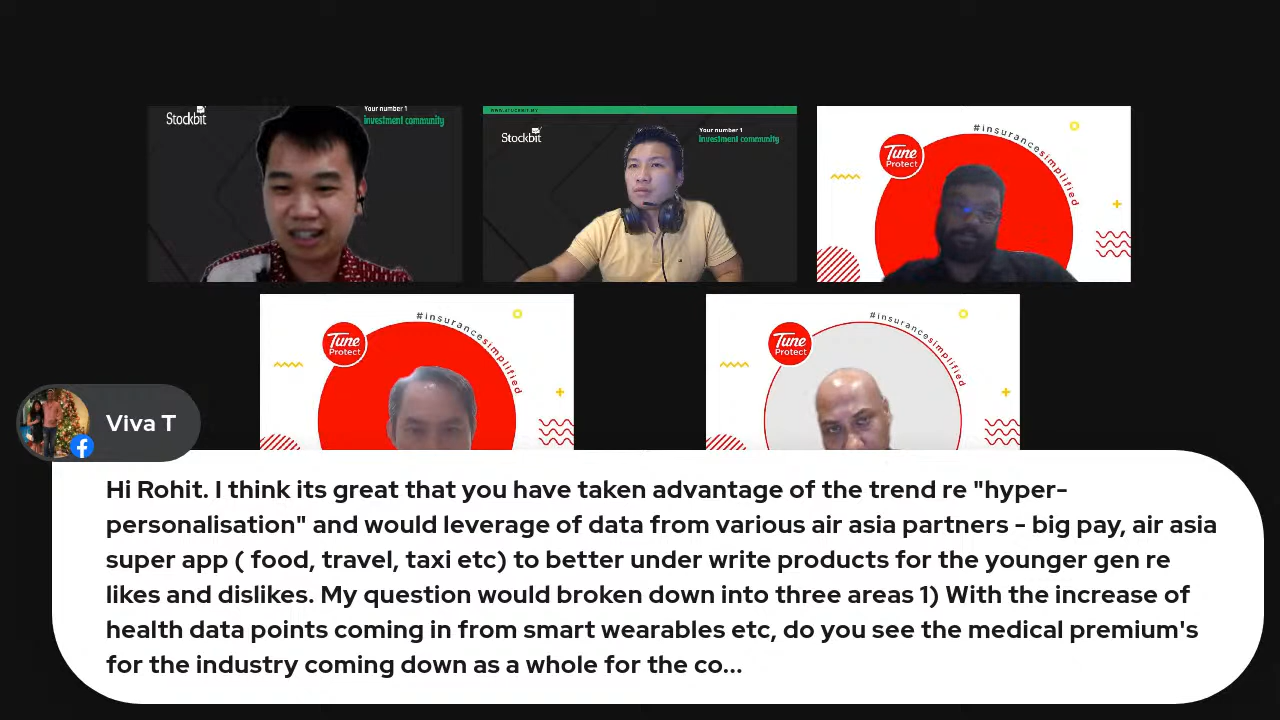 Stockbit
Your number 1
investment community
www.stockbit.my
Stockbit
Your number 1
investment community
#insurancesimplified
Tune
Protect
#insurancesimplified
Tune
Protect
#insurancesimplified
Tune
Protect
Viva T
Hi Rohit. I think its great that you have taken advantage of the trend re "hyper-
personalisation" and would leverage of data from various air asia partners - big pay, air asia
super app ( food, travel, taxi etc) to better under write products for the younger gen re
likes and dislikes. My question would broken down into three areas 1) With the increase of
health data points coming in from smart wearables etc, do you see the medical premium's
for the industry coming down as a whole for the co...